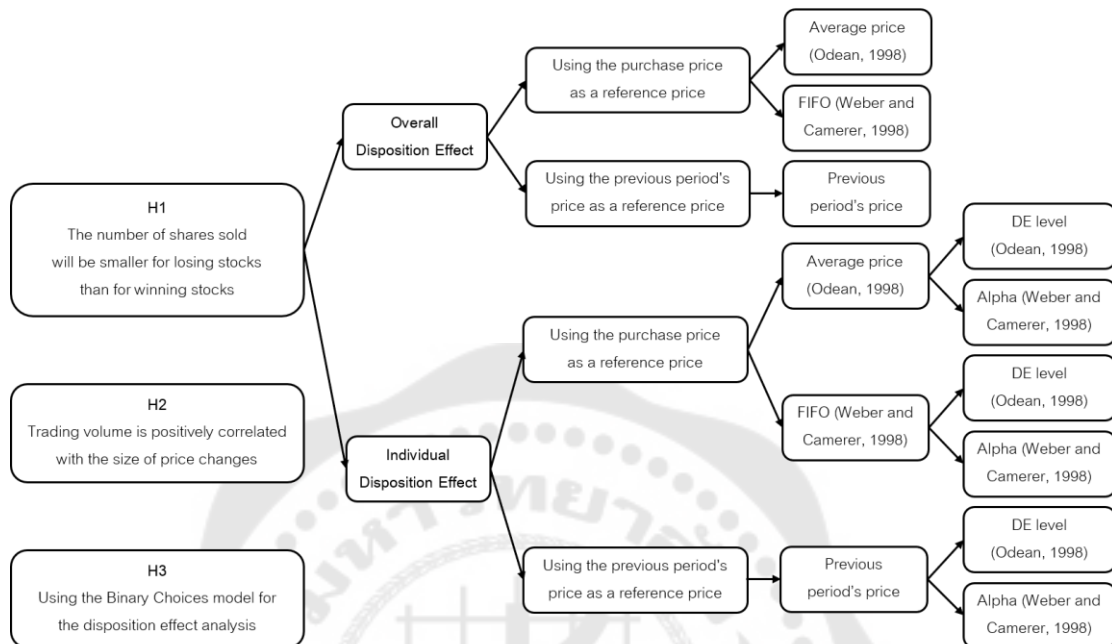 H1
The number of shares sold
will be smaller for losing stocks
than for winning stocks
H2
Trading volume is positively correlated
with the size of price changes
H3
Using the Binary Choices model for
the disposition effect analysis
Overall
Disposition Effect
Individual
Disposition Effect
Using the purchase price
as a reference price
Using the previous period's
price as a reference price
Average price
(Odean, 1998)
FIFO (Weber and
Camerer, 1998)
Previous
period's price
Using the purchase price
as a reference price
Using the previous period's
price as a reference price
Average price
(Odean, 1998)
FIFO (Weber and
Camerer, 1998)
Previous
period's price
DE level
(Odean, 1998)
Alpha (Weber and
Camerer, 1998)
DE level
(Odean, 1998)
Alpha (Weber and
Camerer, 1998)
DE level
(Odean, 1998)
Alpha (Weber and
Camerer, 1998)